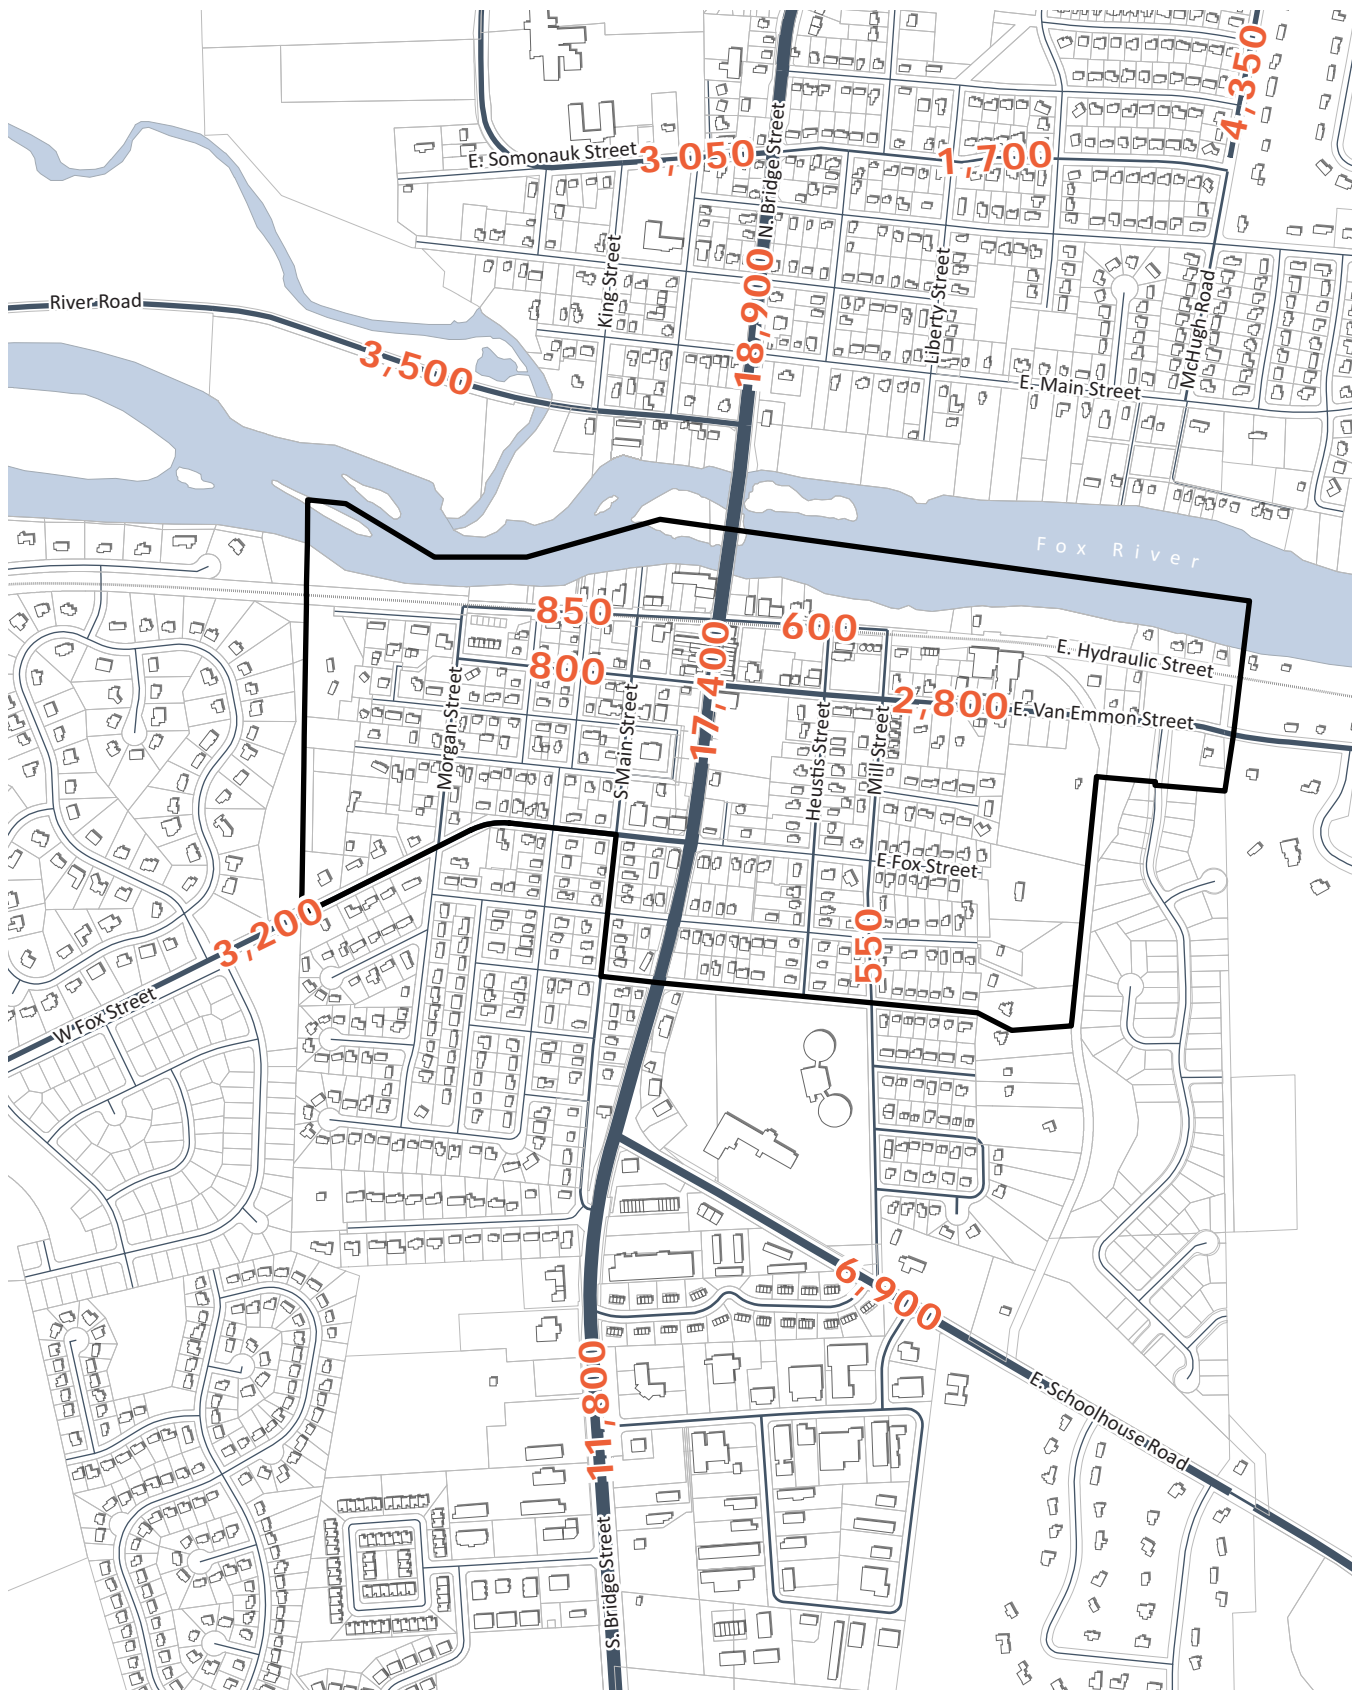 4,350
E. Somonauk Street
3,050
N. Bridge Street
1,700
King Street
18,900
Liberty Street
McHugh Road
River Road
3,500
E. Main Street
Fox River
850
600
E. Hydraulic Street
800
17,400
2,800
E. Van Emmon Street
Morgan Street
S Main Street
Heustis Street
Mill Street
E Fox Street
3,200
550
W Fox Street
6,900
11,800
E. Schoolhouse Road
S. Bridge Street